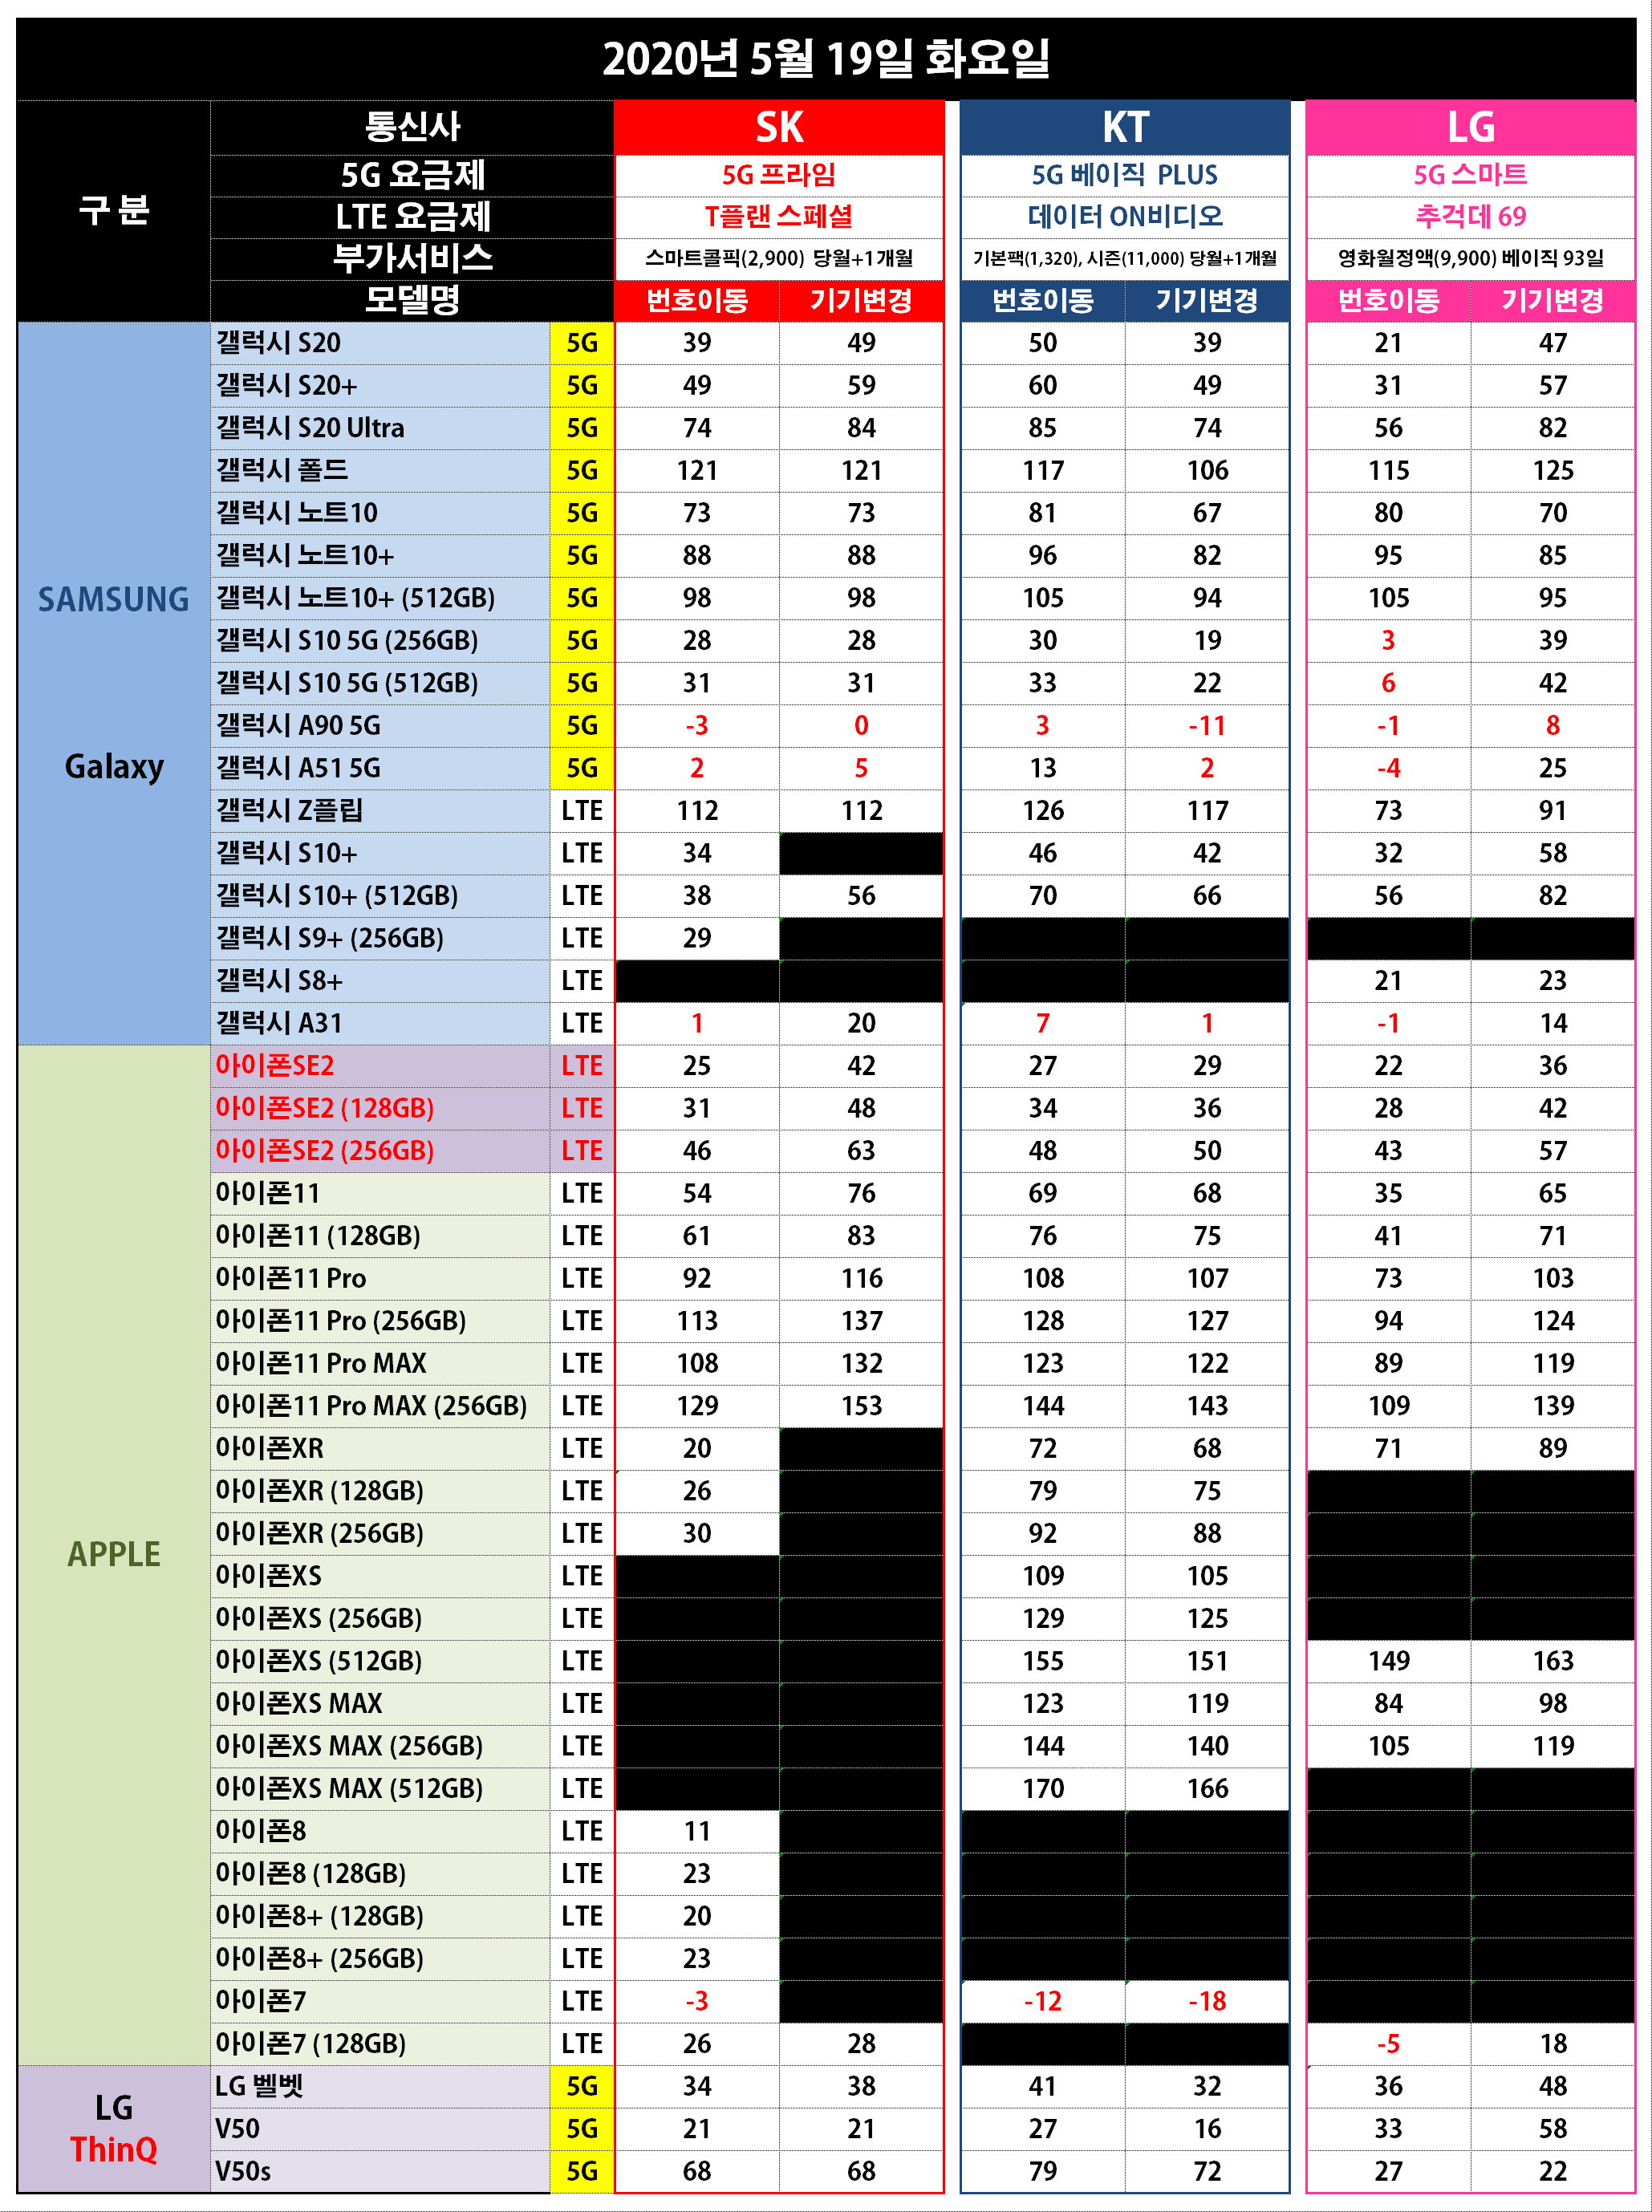 2020년 5월 19일 화요일
구 분 통신사 SK KT LG
5G 요금제 5G 프라임 5G 베이직 PLUS 5G 스마트
LTE 요금제 T플랜 스페셜 데이터 ON비디오 추걱데 69
부가서비스 스마트콜픽(2,900) 당월+1개월 기본팩(1,320), 시즌(11,000) 당월+1개월 영화월정액(9,900) 베이직 93일
모델명 번호이동 기기변경 번호이동 기기변경 번호이동 기기변경
SAMSUNG
Galaxy
갤럭시 S20 5G 39 49 50 39 21 47
갤럭시 S20+ 5G 49 59 60 49 31 57
갤럭시 S20 Ultra 5G 74 84 85 74 56 82
갤럭시 폴드 5G 121 121 117 106 115 125
갤럭시 노트10 5G 73 73 81 67 80 70
갤럭시 노트10+ 5G 88 88 96 82 95 85
갤럭시 노트10+ (512GB) 5G 98 98 105 94 105 95
갤럭시 S10 5G (256GB) 5G 28 28 30 19 3 39
갤럭시 S10 5G (512GB) 5G 31 31 33 22 6 42
갤럭시 A90 5G 5G -3 0 3 -11 -1 8
갤럭시 A51 5G 5G 2 5 13 2 -4 25
갤럭시 Z플립 LTE 112 112 126 117 73 91
갤럭시 S10+ LTE 34 46 42 32 58
갤럭시 S10+ (512GB) LTE 38 56 70 66 56 82
갤럭시 S9+ (256GB) LTE 29
갤럭시 S8+ LTE 21 23
갤럭시 A31 LTE 1 20 7 1 -1 14
APPLE
아이폰SE2 LTE 25 42 27 29 22 36
아이폰SE2 (128GB) LTE 31 48 34 36 28 42
아이폰SE2 (256GB) LTE 46 63 48 50 43 57
아이폰11 LTE 54 76 69 68 35 65
아이폰11 (128GB) LTE 61 83 76 75 41 71
아이폰11 Pro LTE 92 116 108 107 73 103
아이폰11 Pro (256GB) LTE 113 137 128 127 94 124
아이폰11 Pro MAX LTE 108 132 123 122 89 119
아이폰11 Pro MAX (256GB) LTE 129 153 144 143 109 139
아이폰XR LTE 20 72 68 71 89
아이폰XR (128GB) LTE 26 79 75
아이폰XR (256GB) LTE 30 92 88
아이폰XS LTE 109 105
아이폰XS (256GB) LTE 129 125
아이폰XS (512GB) LTE 155 151 149 163
아이폰XS MAX LTE 123 119 84 98
아이폰XS MAX (256GB) LTE 144 140 105 119
아이폰XS MAX (512GB) LTE 170 166
아이폰8 LTE 11
아이폰8 (128GB) LTE 23
아이폰8+ (128GB) LTE 20
아이폰8+ (256GB) LTE 23
아이폰7 LTE -3 -12 -18
아이폰7 (128GB) LTE 26 28 -5 18
LG
ThinQ
LG 벨벳 5G 34 38 41 32 36 48
V50 5G 21 21 27 16 33 58
V50s 5G 68 68 79 72 27 22